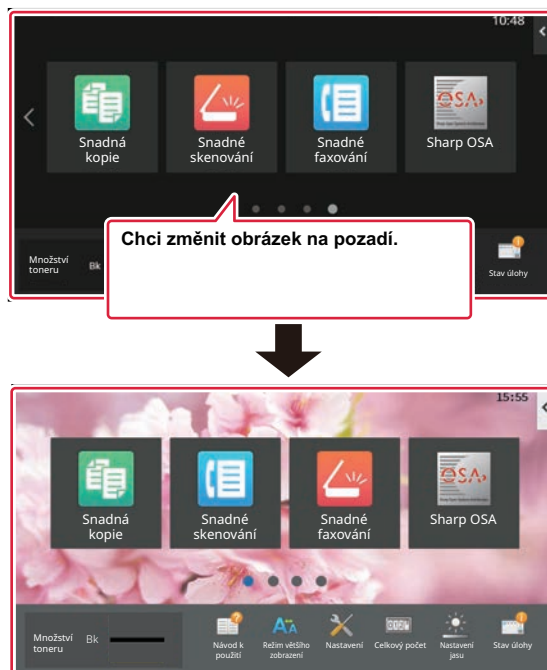 10:48
Snadná
kopie
Snadné
skenování
Snadné
faxování
OSA
Sharp OSA
Chci změnit obrázek na pozadí.
Množství
toneru
Bk
Stav úlohy
15:55
Snadná
kopie
Snadné
skenování
Snadné
faxování
OSA
Sharp OSA
Množství
toneru
Bk
Návod k
použití
Režim většího
zobrazení
Nastavení
Celkový počet
Nastavení
jasu
Stav úlohy